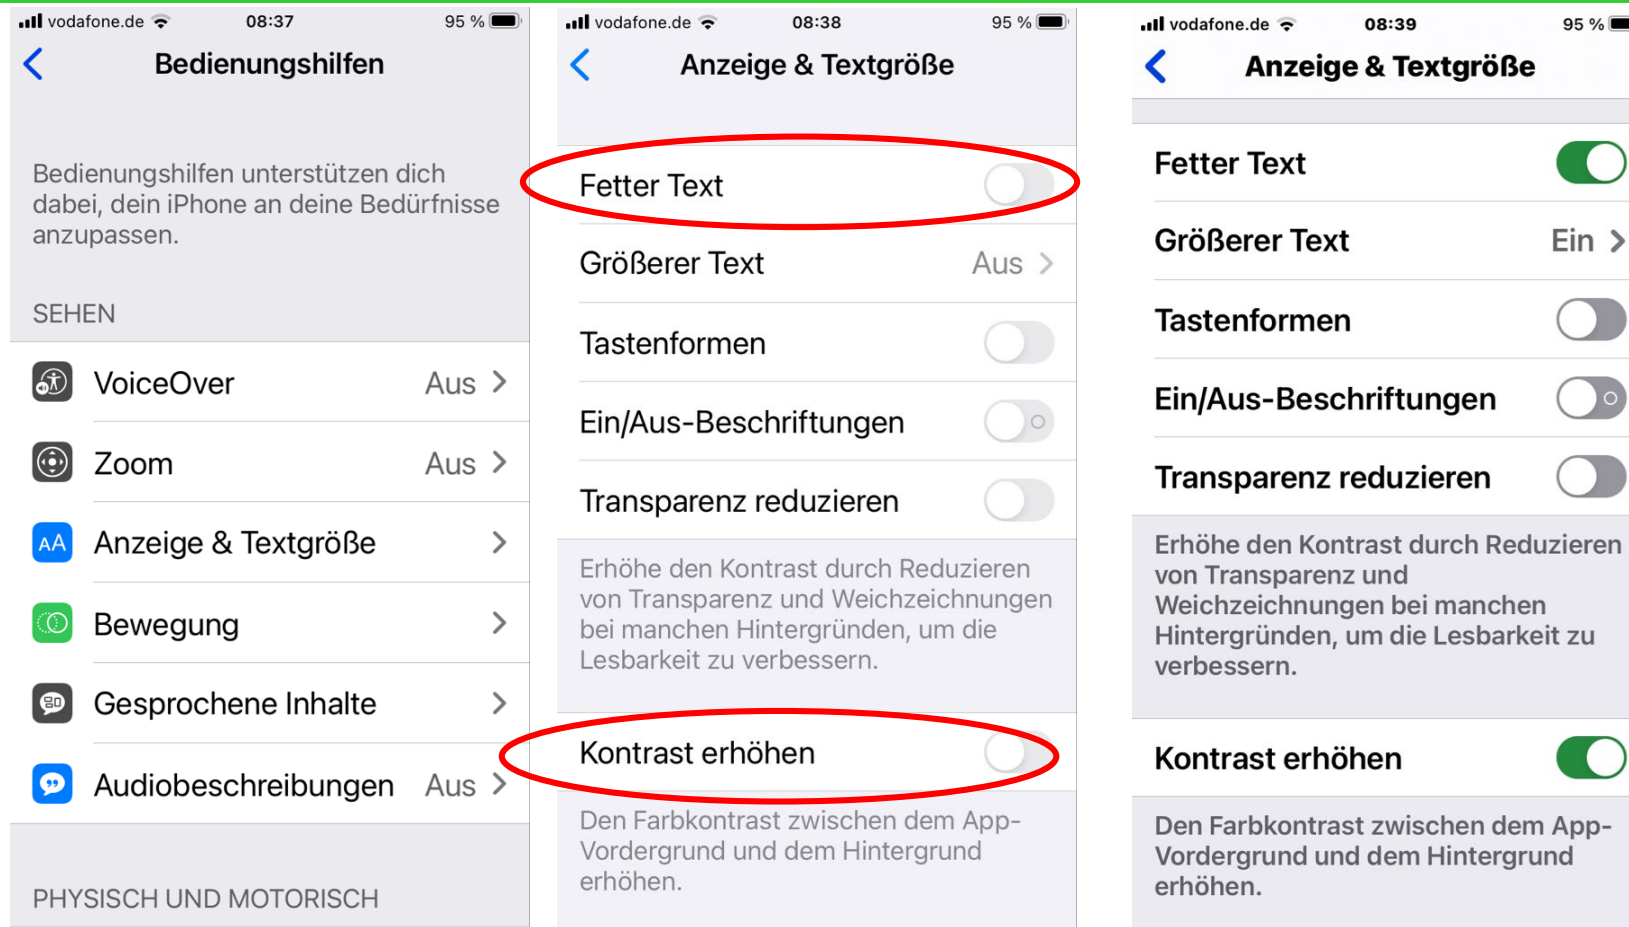 vodafone.de 08:37 95 %
Bedienungshilfen
Bedienungshilfen unterstützen dich
dabei, dein iPhone an deine Bedürfnisse
anzupassen.
SEHEN
VoiceOver Aus
Zoom Aus
AA Anzeige & Textgröße
Bewegung
Gesprochene Inhalte
Audiobeschreibungen Aus
PHYSISCH UND MOTORISCH
vodafone.de 08:38 95 %
Anzeige & Textgröße
Fetter Text
Größerer Text Aus
Tastenformen
Ein/Aus-Beschriftungen
Transparenz reduzieren
Erhöhe den Kontrast durch Reduzieren
von Transparenz und Weichzeichnungen
bei manchen Hintergründen, um die
Lesbarkeit zu verbessern.
Kontrast erhöhen
Den Farbkontrast zwischen dem App-
Vordergrund und dem Hintergrund
erhöhen.
vodafone.de 08:39 95 %
Anzeige & Textgröße
Fetter Text
Größerer Text Ein
Tastenformen
Ein/Aus-Beschriftungen
Transparenz reduzieren
Erhöhe den Kontrast durch Reduzieren
von Transparenz und
Weichzeichnungen bei manchen
Hintergründen, um die Lesbarkeit zu
verbessern.
Kontrast erhöhen
Den Farbkontrast zwischen dem App-
Vordergrund und dem Hintergrund
erhöhen.